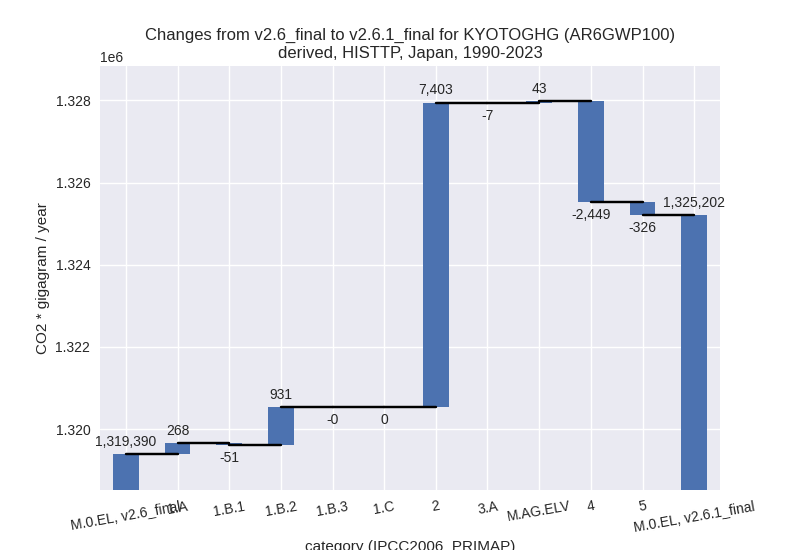 Changes from v2.6_final to v2.6.1_final for KYOTOGHG (AR6GWP100)
derived, HISTTP, Japan, 1990-2023
1e6
1.328
1.326
1.324
1.322
1.320
CO2 * gigagram / year
1,319,390
268
-51
931
-0
0
7,403
-7
43
-2,449
-326
1,325,202
M.0.EL, v2.6_final
1.A
1.B.1
1.B.2
1.B.3
1.C
2
3.A
M.AG.ELV
4
5
M.0.EL, v2.6.1_final
category (IPCC2006_PRIMAP)